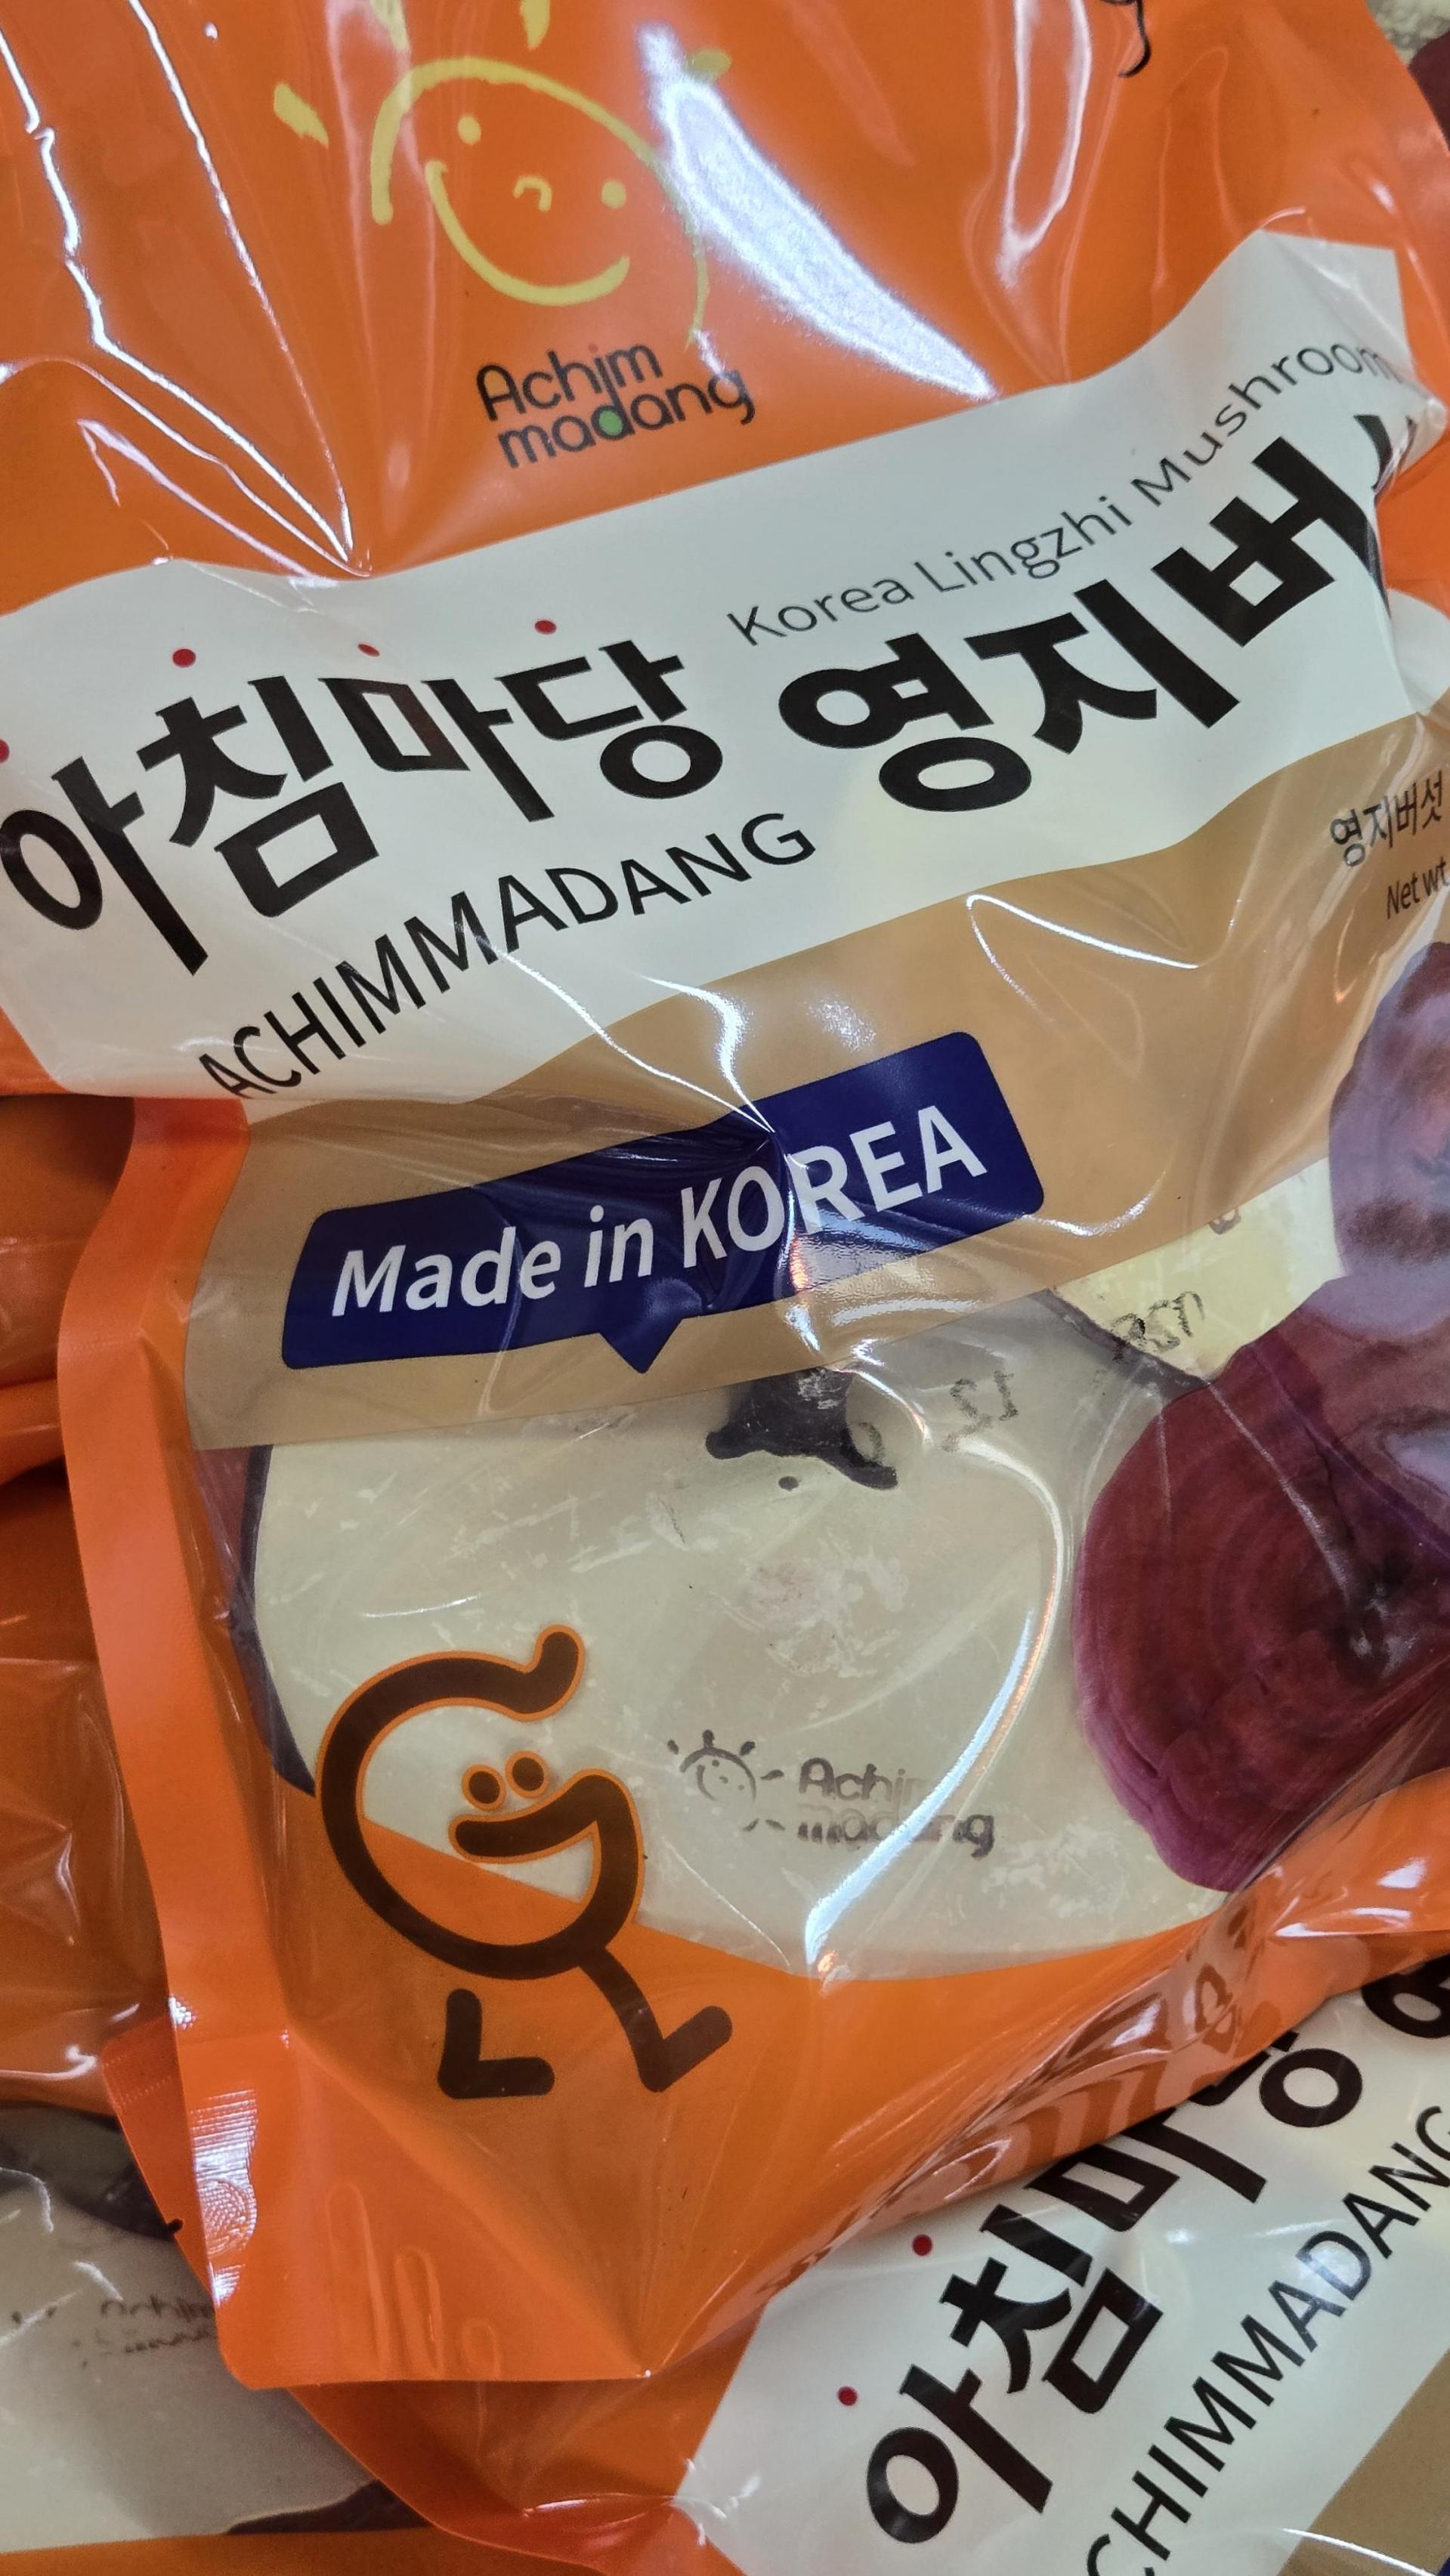 Achim
madang
Korea Lingzhi Mushroom
아침마당 영지버
ACHIMMADANG
영지버섯
Net wt
Made in KOREA
Achim
madang
아침마당
CHIMMADANG